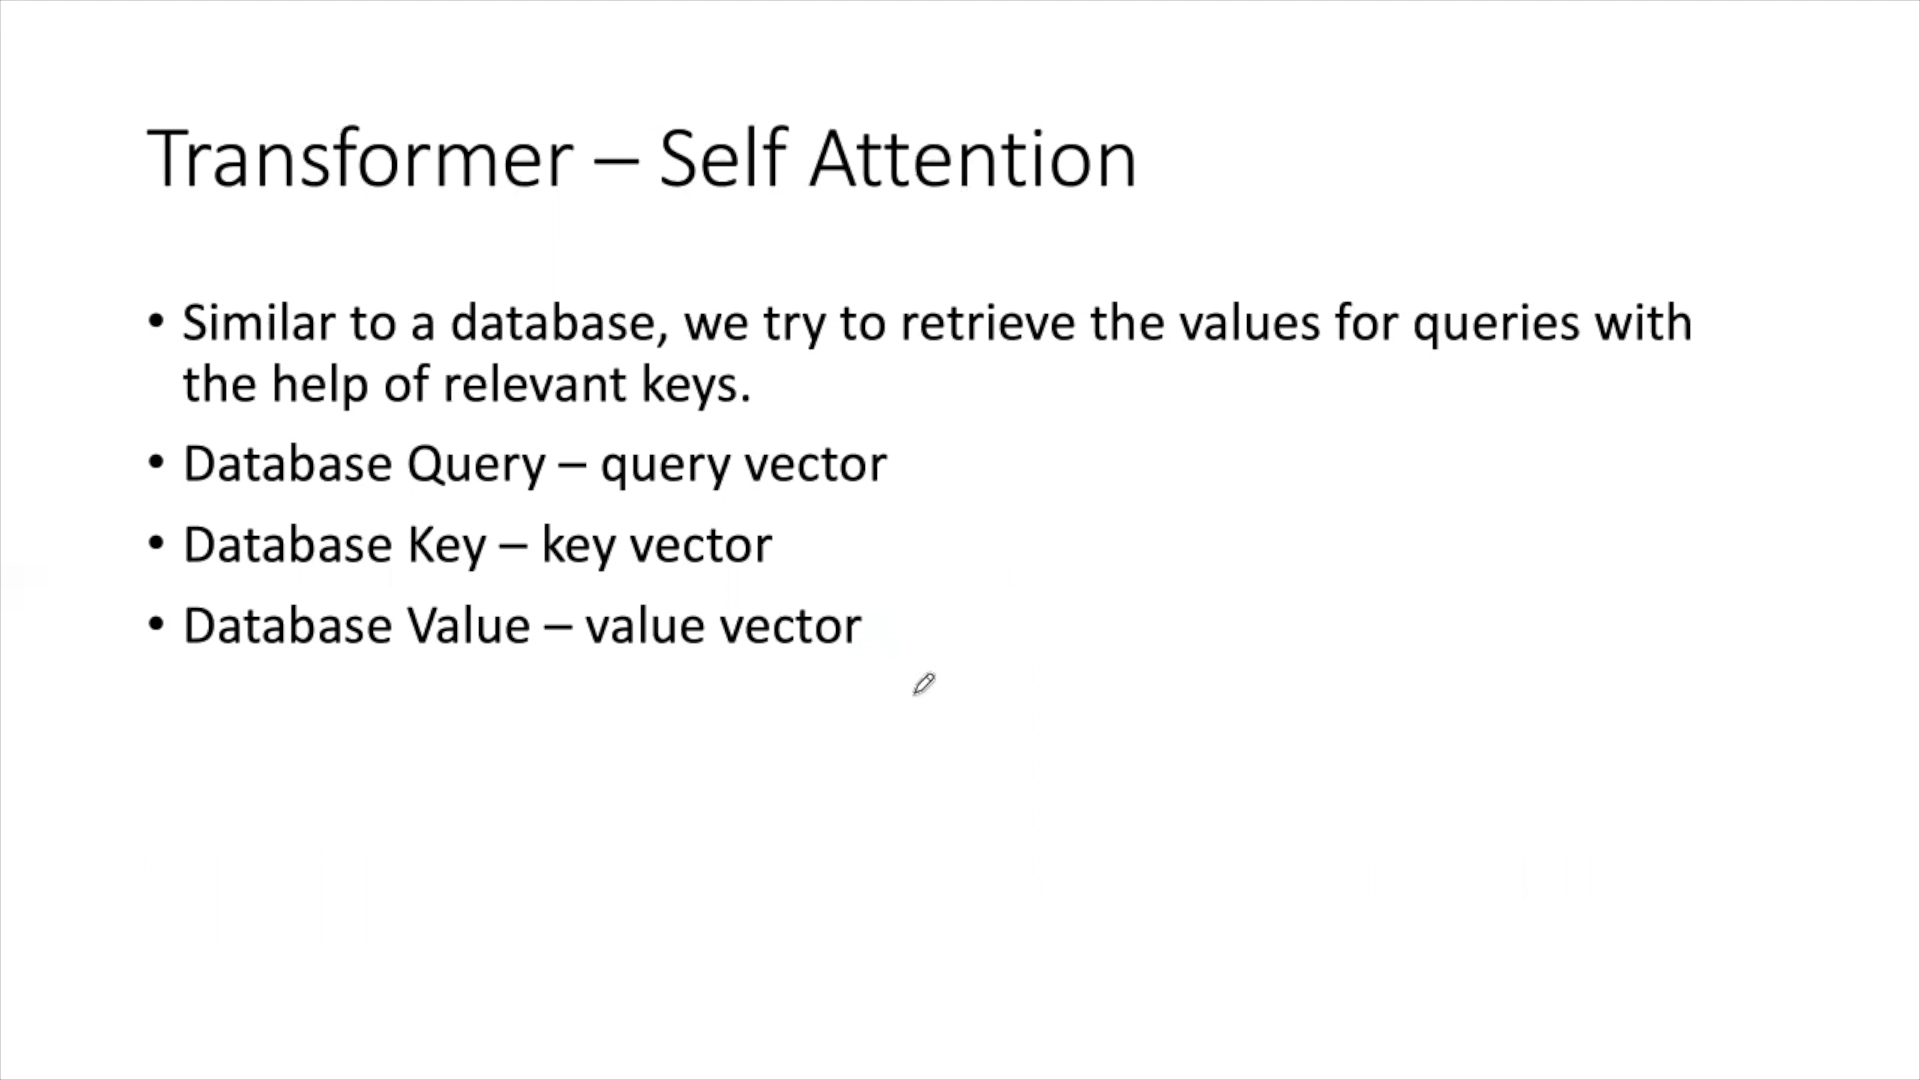 Transformer – Self Attention
• Similar to a database, we try to retrieve the values for queries with
the help of relevant keys.
• Database Query – query vector
• Database Key – key vector
• Database Value – value vector